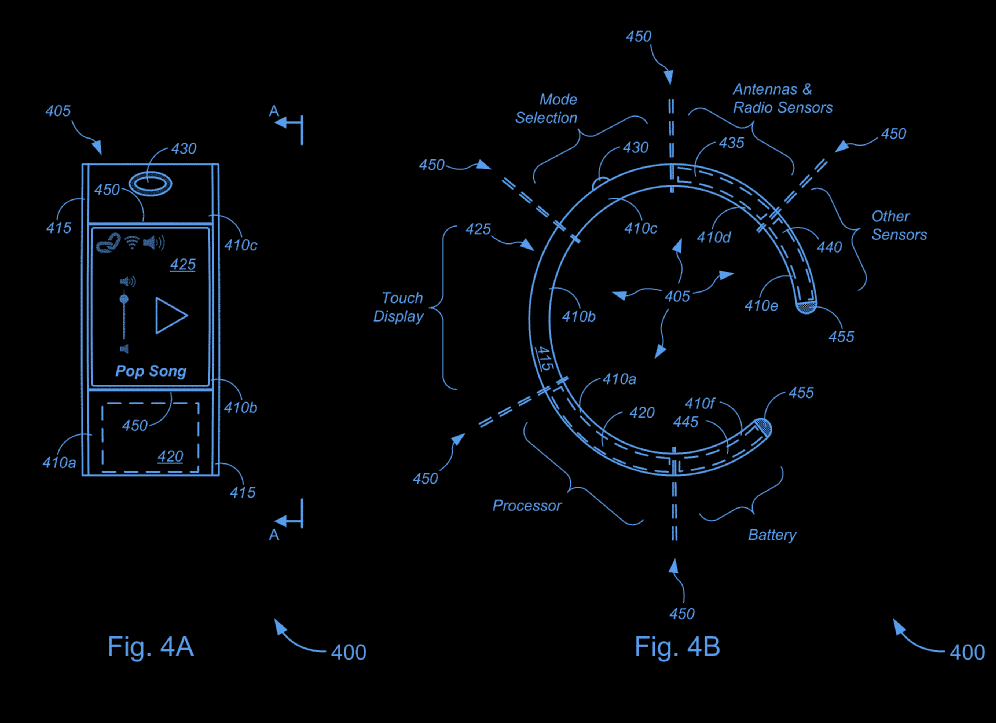 405
430
450
A
415
410c
425
Pop Song
410b
450
410a
420
415
A
Fig. 4A
400
450
Mode
Selection
Antennas &
Radio Sensors
430
435
450
450
425
410c
410d
440
Other
Sensors
Touch
Display
410b
405
410e
455
415
410a
420
410f
445
455
450
Processor
Battery
450
Fig. 4B
400